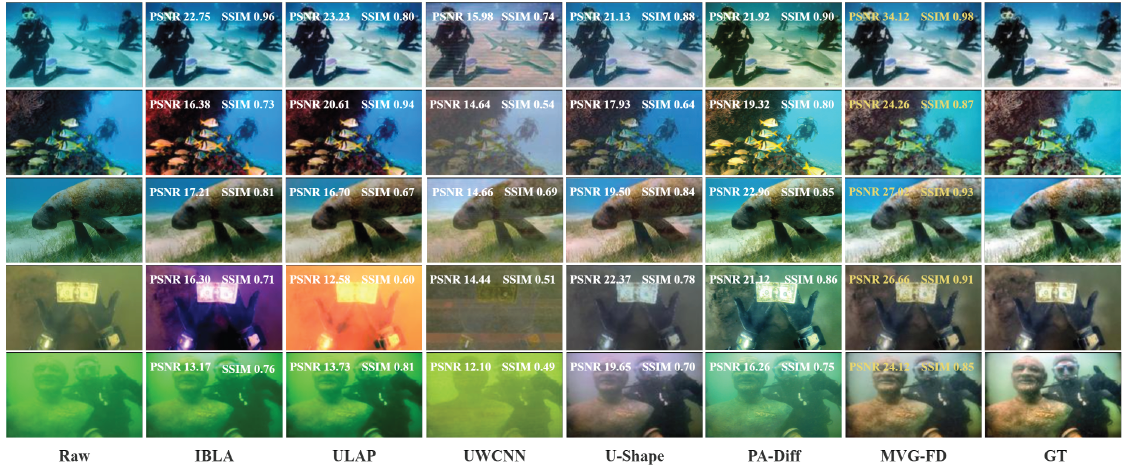 PSNR 22.75 SSIM 0.96 PSNR 23.23 SSIM 0.80 PSNR 15.98 SSIM 0.74 PSNR 21.13 SSIM 0.88 PSNR 21.92 SSIM 0.90 PSNR 34.12 SSIM 0.98
PSNR 16.38 SSIM 0.73 PSNR 20.61 SSIM 0.94 PSNR 14.64 SSIM 0.54 PSNR 17.93 SSIM 0.64 PSNR 19.32 SSIM 0.80 PSNR 24.26 SSIM 0.87
PSNR 17.21 SSIM 0.81 PSNR 16.70 SSIM 0.67 PSNR 14.66 SSIM 0.69 PSNR 19.50 SSIM 0.84 PSNR 22.96 SSIM 0.85 PSNR 27.02 SSIM 0.93
PSNR 16.30 SSIM 0.71 PSNR 12.58 SSIM 0.60 PSNR 14.44 SSIM 0.51 PSNR 22.37 SSIM 0.78 PSNR 21.12 SSIM 0.86 PSNR 26.66 SSIM 0.91
PSNR 13.17 SSIM 0.76 PSNR 13.73 SSIM 0.81 PSNR 12.10 SSIM 0.49 PSNR 19.65 SSIM 0.70 PSNR 16.26 SSIM 0.75 PSNR 24.12 SSIM 0.85
Raw IBLA ULAP UWCNN U-Shape PA-Diff MVG-FD GT